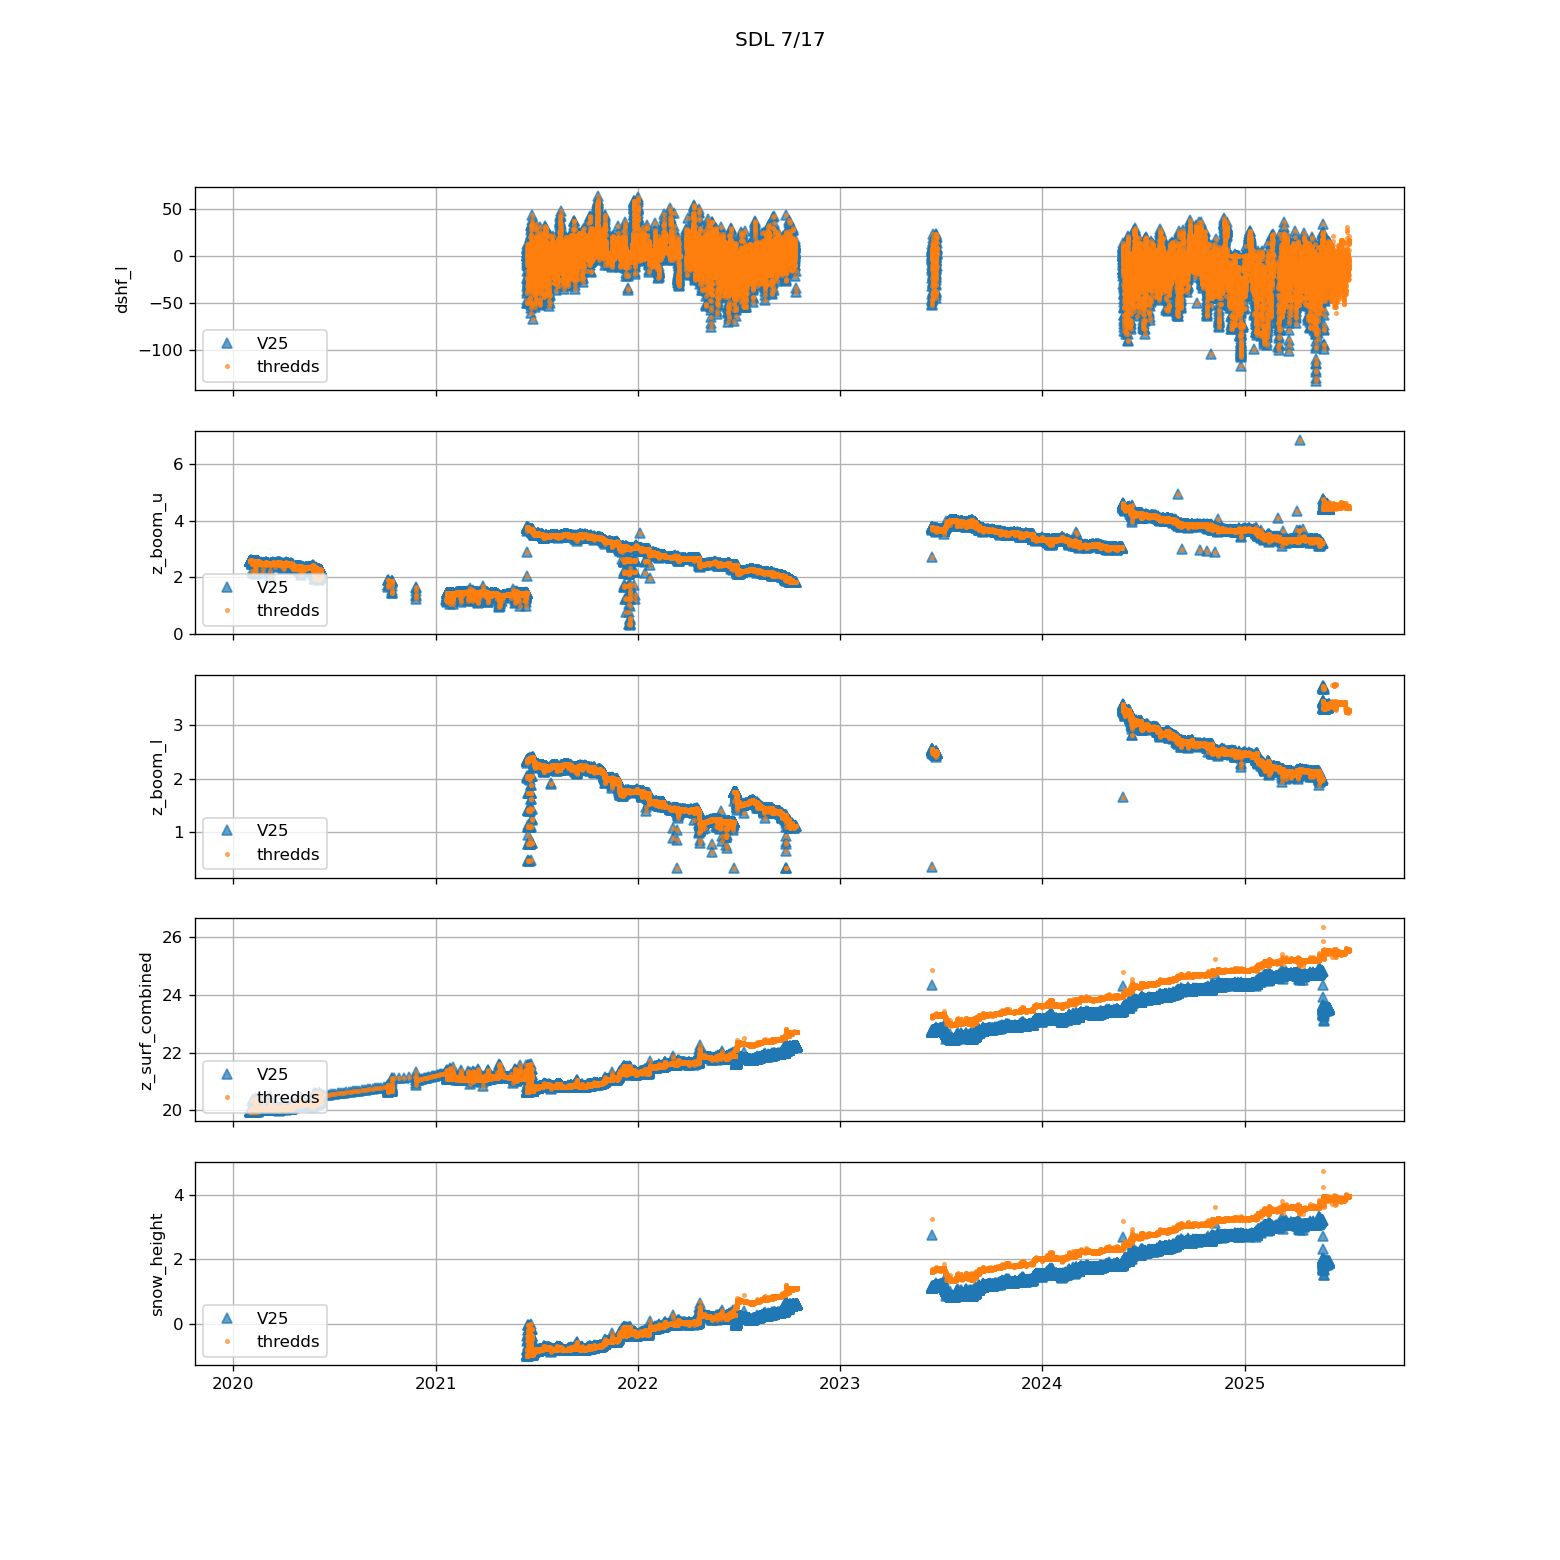 SDL 7/17
50
0
−50
−100
dshf_l
V25
thredds
6
4
2
0
z_boom_u
V25
thredds
3
2
1
z_boom_l
V25
thredds
26
24
22
20
z_surf_combined
V25
thredds
4
2
0
snow_height
V25
thredds
2020 2021 2022 2023 2024 2025